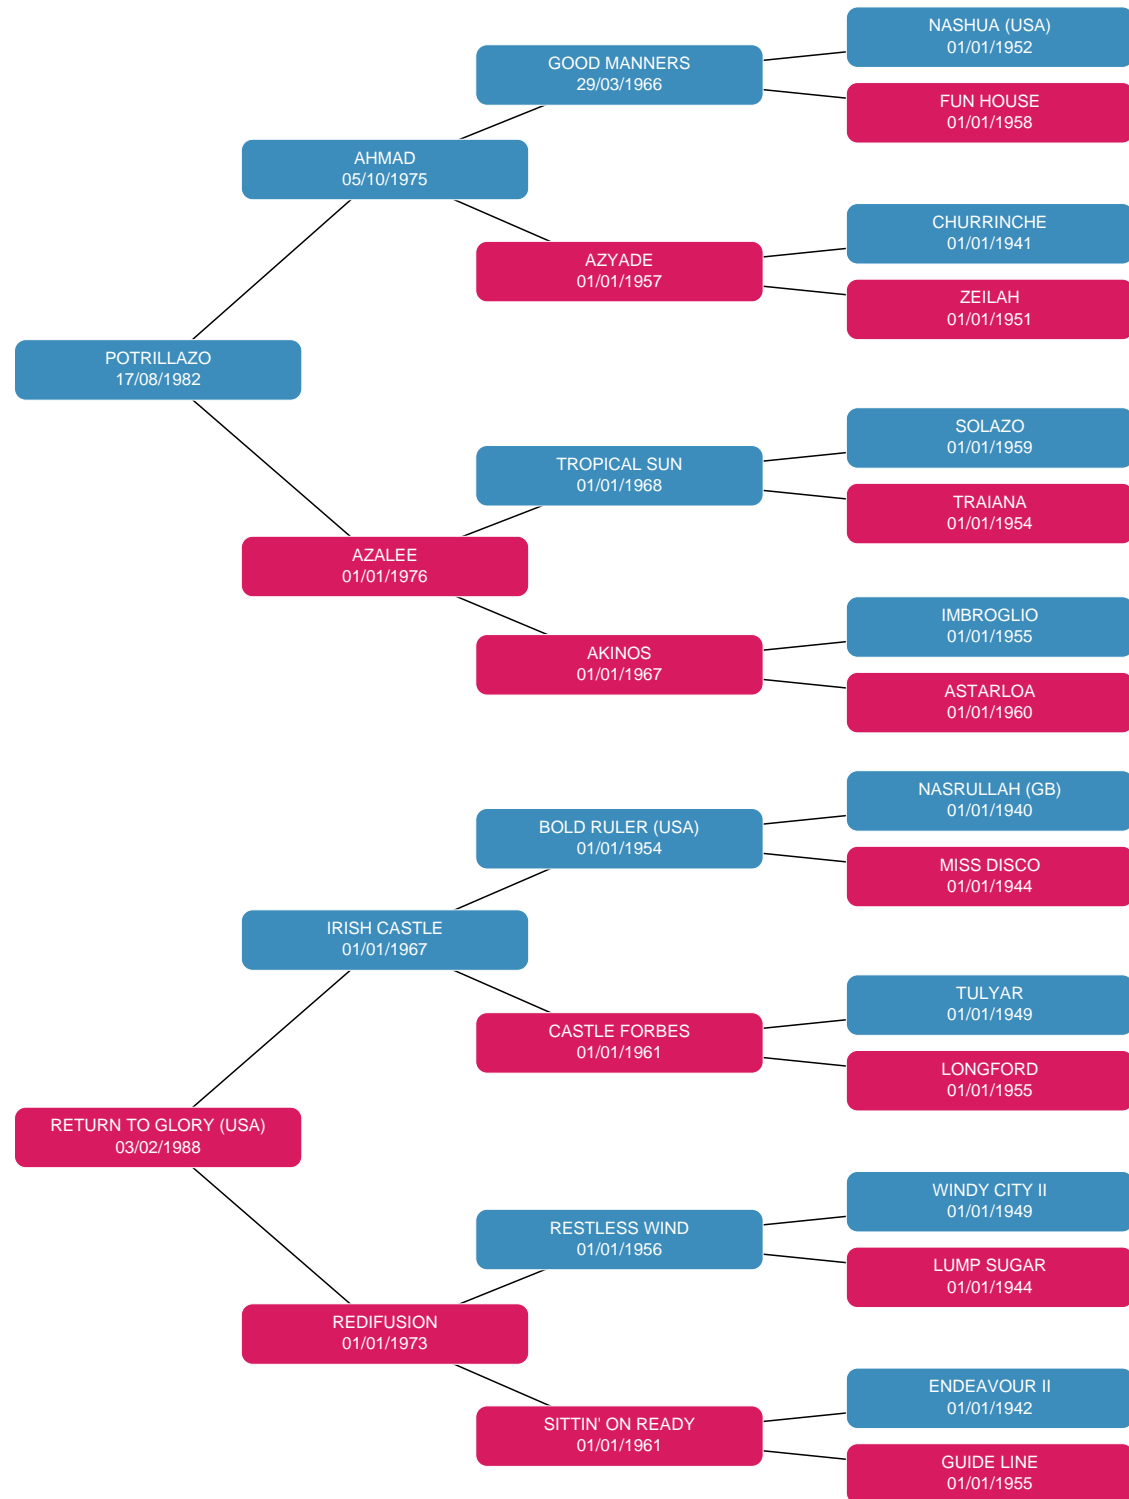 NASHUA (USA)
01/01/1952
GOOD MANNERS
29/03/1966
FUN HOUSE
01/01/1958
AHMAD
05/10/1975
CHURRINCHE
01/01/1941
AZYADE
01/01/1957
ZEILAH
01/01/1951
POTRILLAZO
17/08/1982
SOLAZO
01/01/1959
TROPICAL SUN
01/01/1968
TRAIANA
01/01/1954
AZALEE
01/01/1976
IMBROGLIO
01/01/1955
AKINOS
01/01/1967
ASTARLOA
01/01/1960
NASRULLAH (GB)
01/01/1940
BOLD RULER (USA)
01/01/1954
MISS DISCO
01/01/1944
IRISH CASTLE
01/01/1967
TULYAR
01/01/1949
CASTLE FORBES
01/01/1961
LONGFORD
01/01/1955
RETURN TO GLORY (USA)
03/02/1988
WINDY CITY II
01/01/1949
RESTLESS WIND
01/01/1956
LUMP SUGAR
01/01/1944
REDIFUSION
01/01/1973
ENDEAVOUR II
01/01/1942
SITTIN' ON READY
01/01/1961
GUIDE LINE
01/01/1955